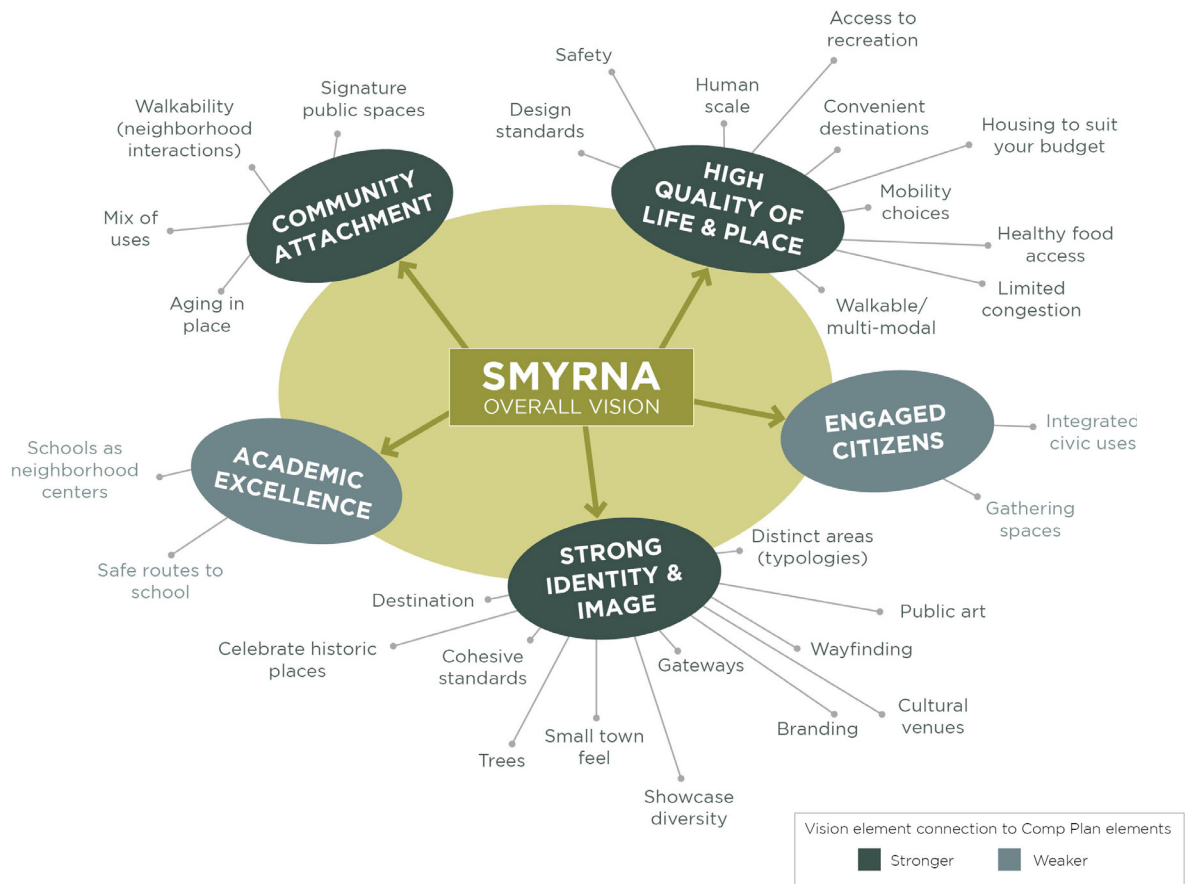 Access to
recreation
Safety
Human
scale
Signature
public spaces
Walkability
(neighborhood
interactions)
Design
standards
Convenient
destinations
Housing to suit
your budget
HIGH
QUALITY OF
LIFE & PLACE
COMMUNITY
ATTACHMENT
Mix of
uses
Mobility
choices
Healthy food
access
Aging in
place
Walkable/
multi-modal
Limited
congestion
SMYRNA
OVERALL VISION
ENGAGED
CITIZENS
Integrated
civic uses
Schools as
neighborhood
centers
ACADEMIC
EXCELLENCE
Gathering
spaces
Safe routes to
school
STRONG
IDENTITY &
IMAGE
Distinct areas
(typologies)
Destination
Public art
Celebrate historic
places
Cohesive
standards
Gateways
Wayfinding
Trees
Small town
feel
Branding
Cultural
venues
Showcase
diversity
Vision element connection to Comp Plan elements
Stronger
Weaker